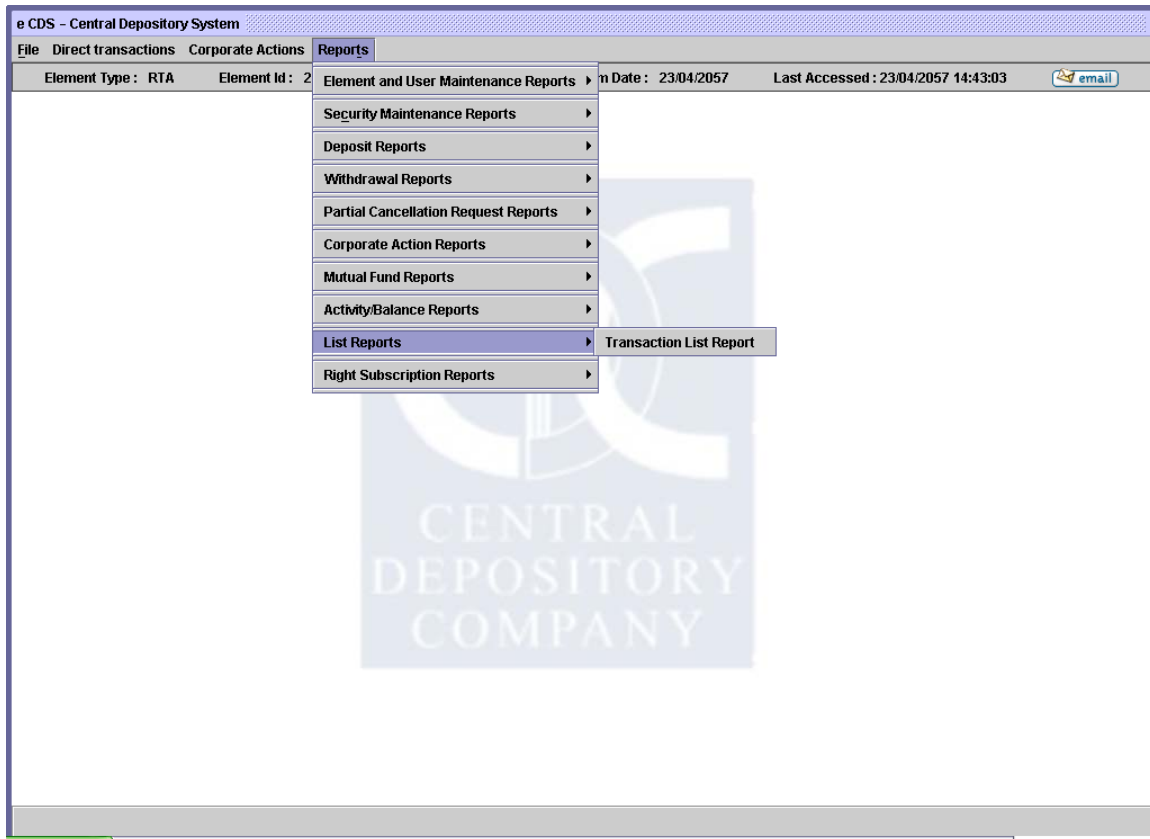 e CDS - Central Depository System
File Direct transactions Corporate Actions Reports
Element Type : RTA Element Id : 2 m Date : 23/04/2057 Last Accessed : 23/04/2057 14:43:03 email
Element and User Maintenance Reports
Security Maintenance Reports
Deposit Reports
Withdrawal Reports
Partial Cancellation Request Reports
Corporate Action Reports
Mutual Fund Reports
Activity/Balance Reports
List Reports Transaction List Report
Right Subscription Reports
CENTRAL
DEPOSITORY
COMPANY